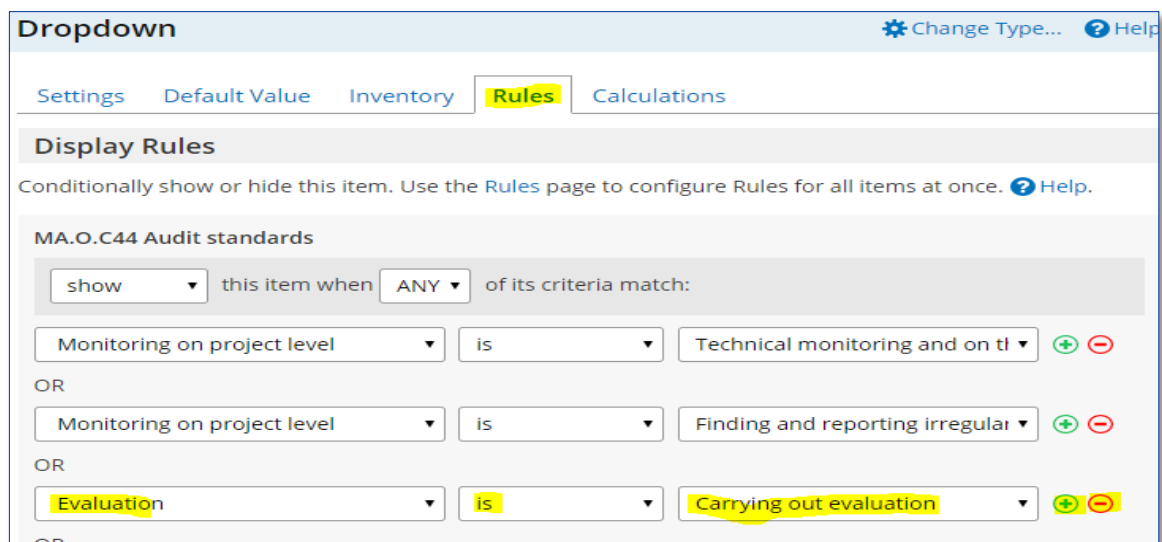 Dropdown Change Type... Help
Settings Default Value Inventory Rules Calculations
Display Rules
Conditionally show or hide this item. Use the Rules page to configure Rules for all items at once. Help.
MA.O.C44 Audit standards
show this item when ANY of its criteria match:
Monitoring on project level is Technical monitoring and on tl
OR
Monitoring on project level is Finding and reporting irregular
OR
Evaluation is Carrying out evaluation
OR